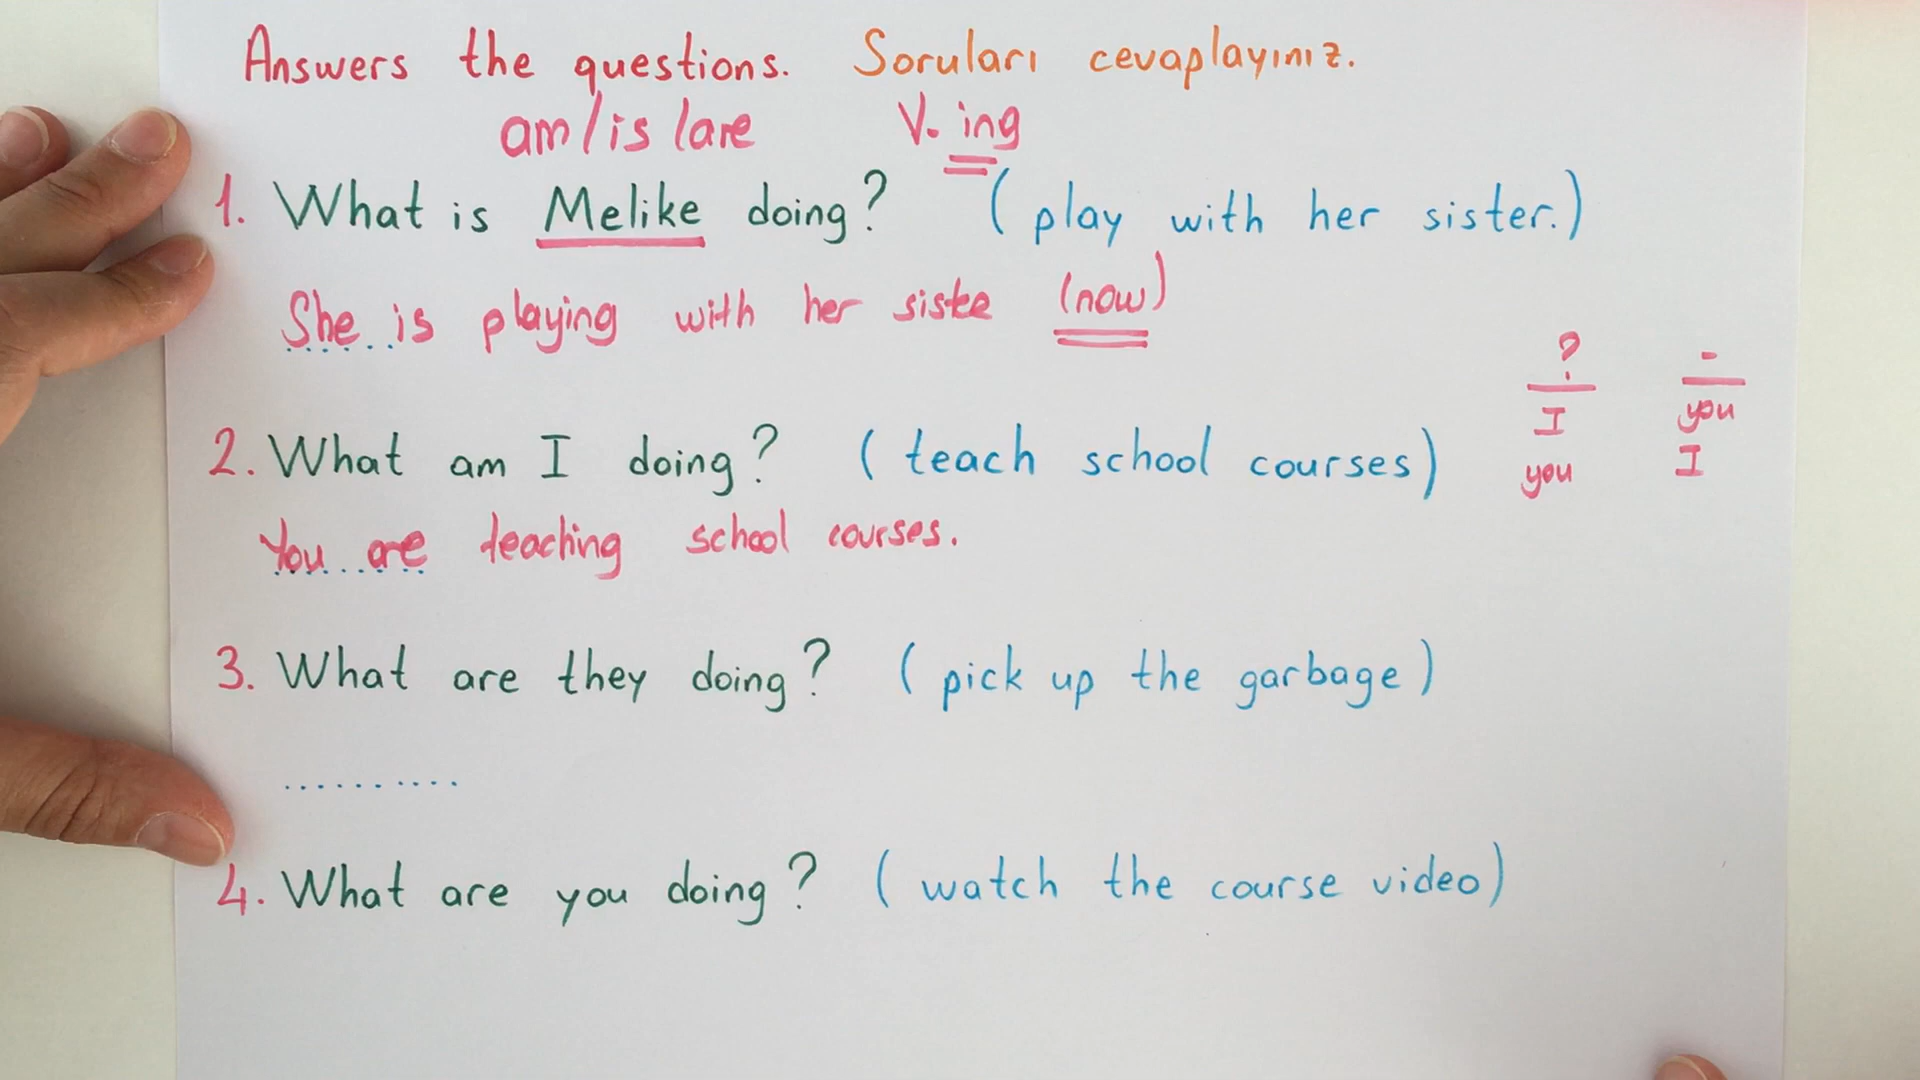 Answers the questions. Soruları cevaplayınız.
am/is/are V. ing
1. What is Melike doing? (play with her sister.)
She is playing with her siste (now)
? -
I you
you I
2. What am I doing? (teach school courses)
You are teaching school courses.
3. What are they doing? (pick up the garbage)
...........
4. What are you doing? (watch the course video)